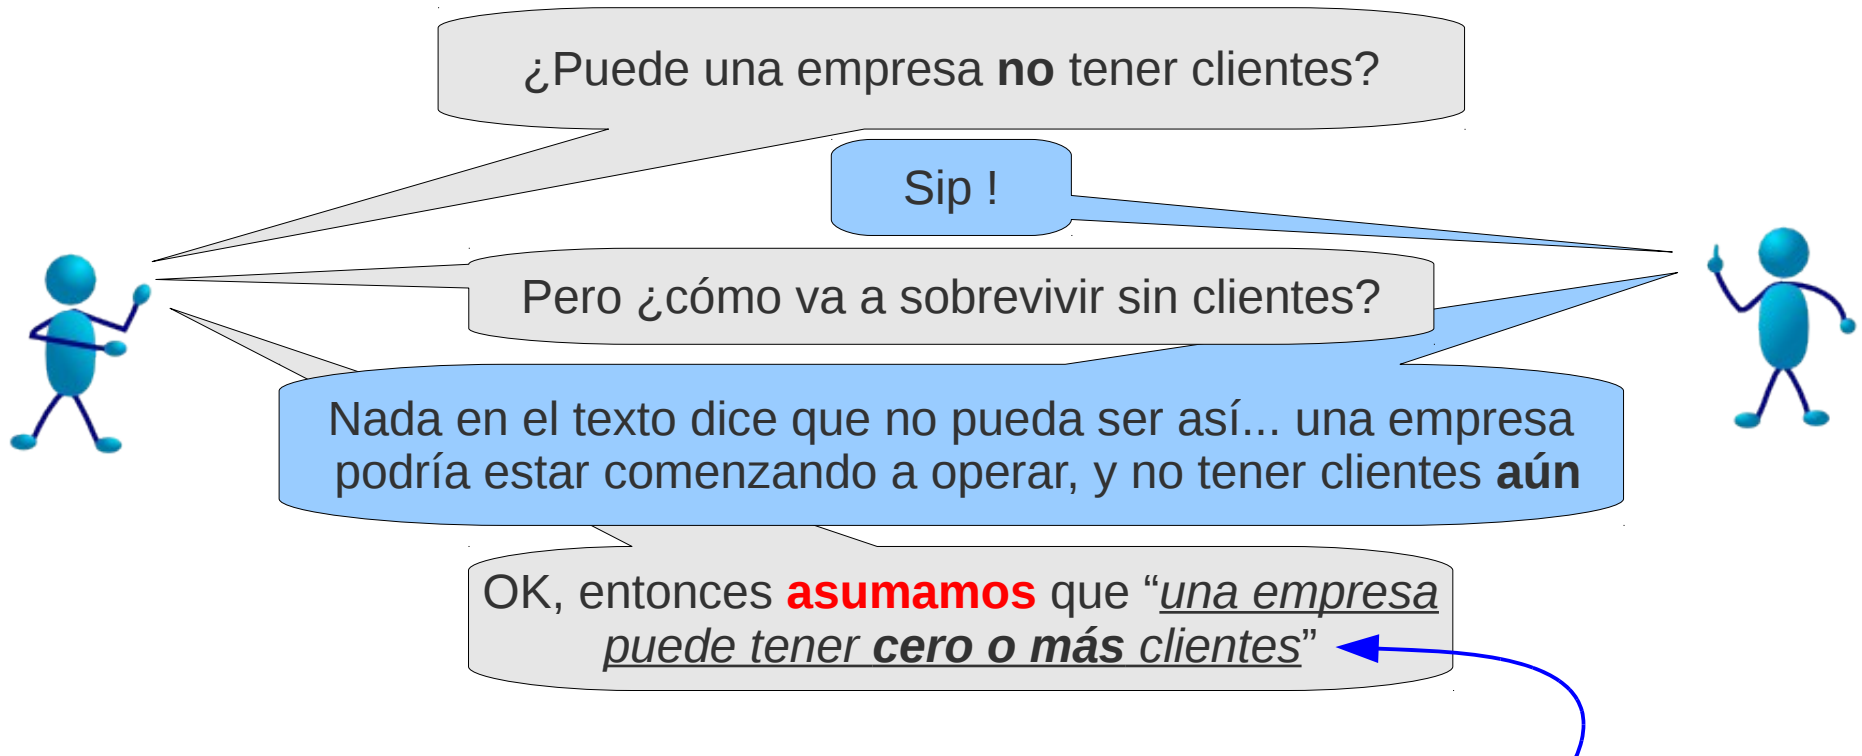 ¿Puede una empresa no tener clientes?
Sip !
Pero ¿cómo va a sobrevivir sin clientes?
Nada en el texto dice que no pueda ser así... una empresa
podría estar comenzando a operar, y no tener clientes aún
OK, entonces asumamos que “una empresa
puede tener cero o más clientes”